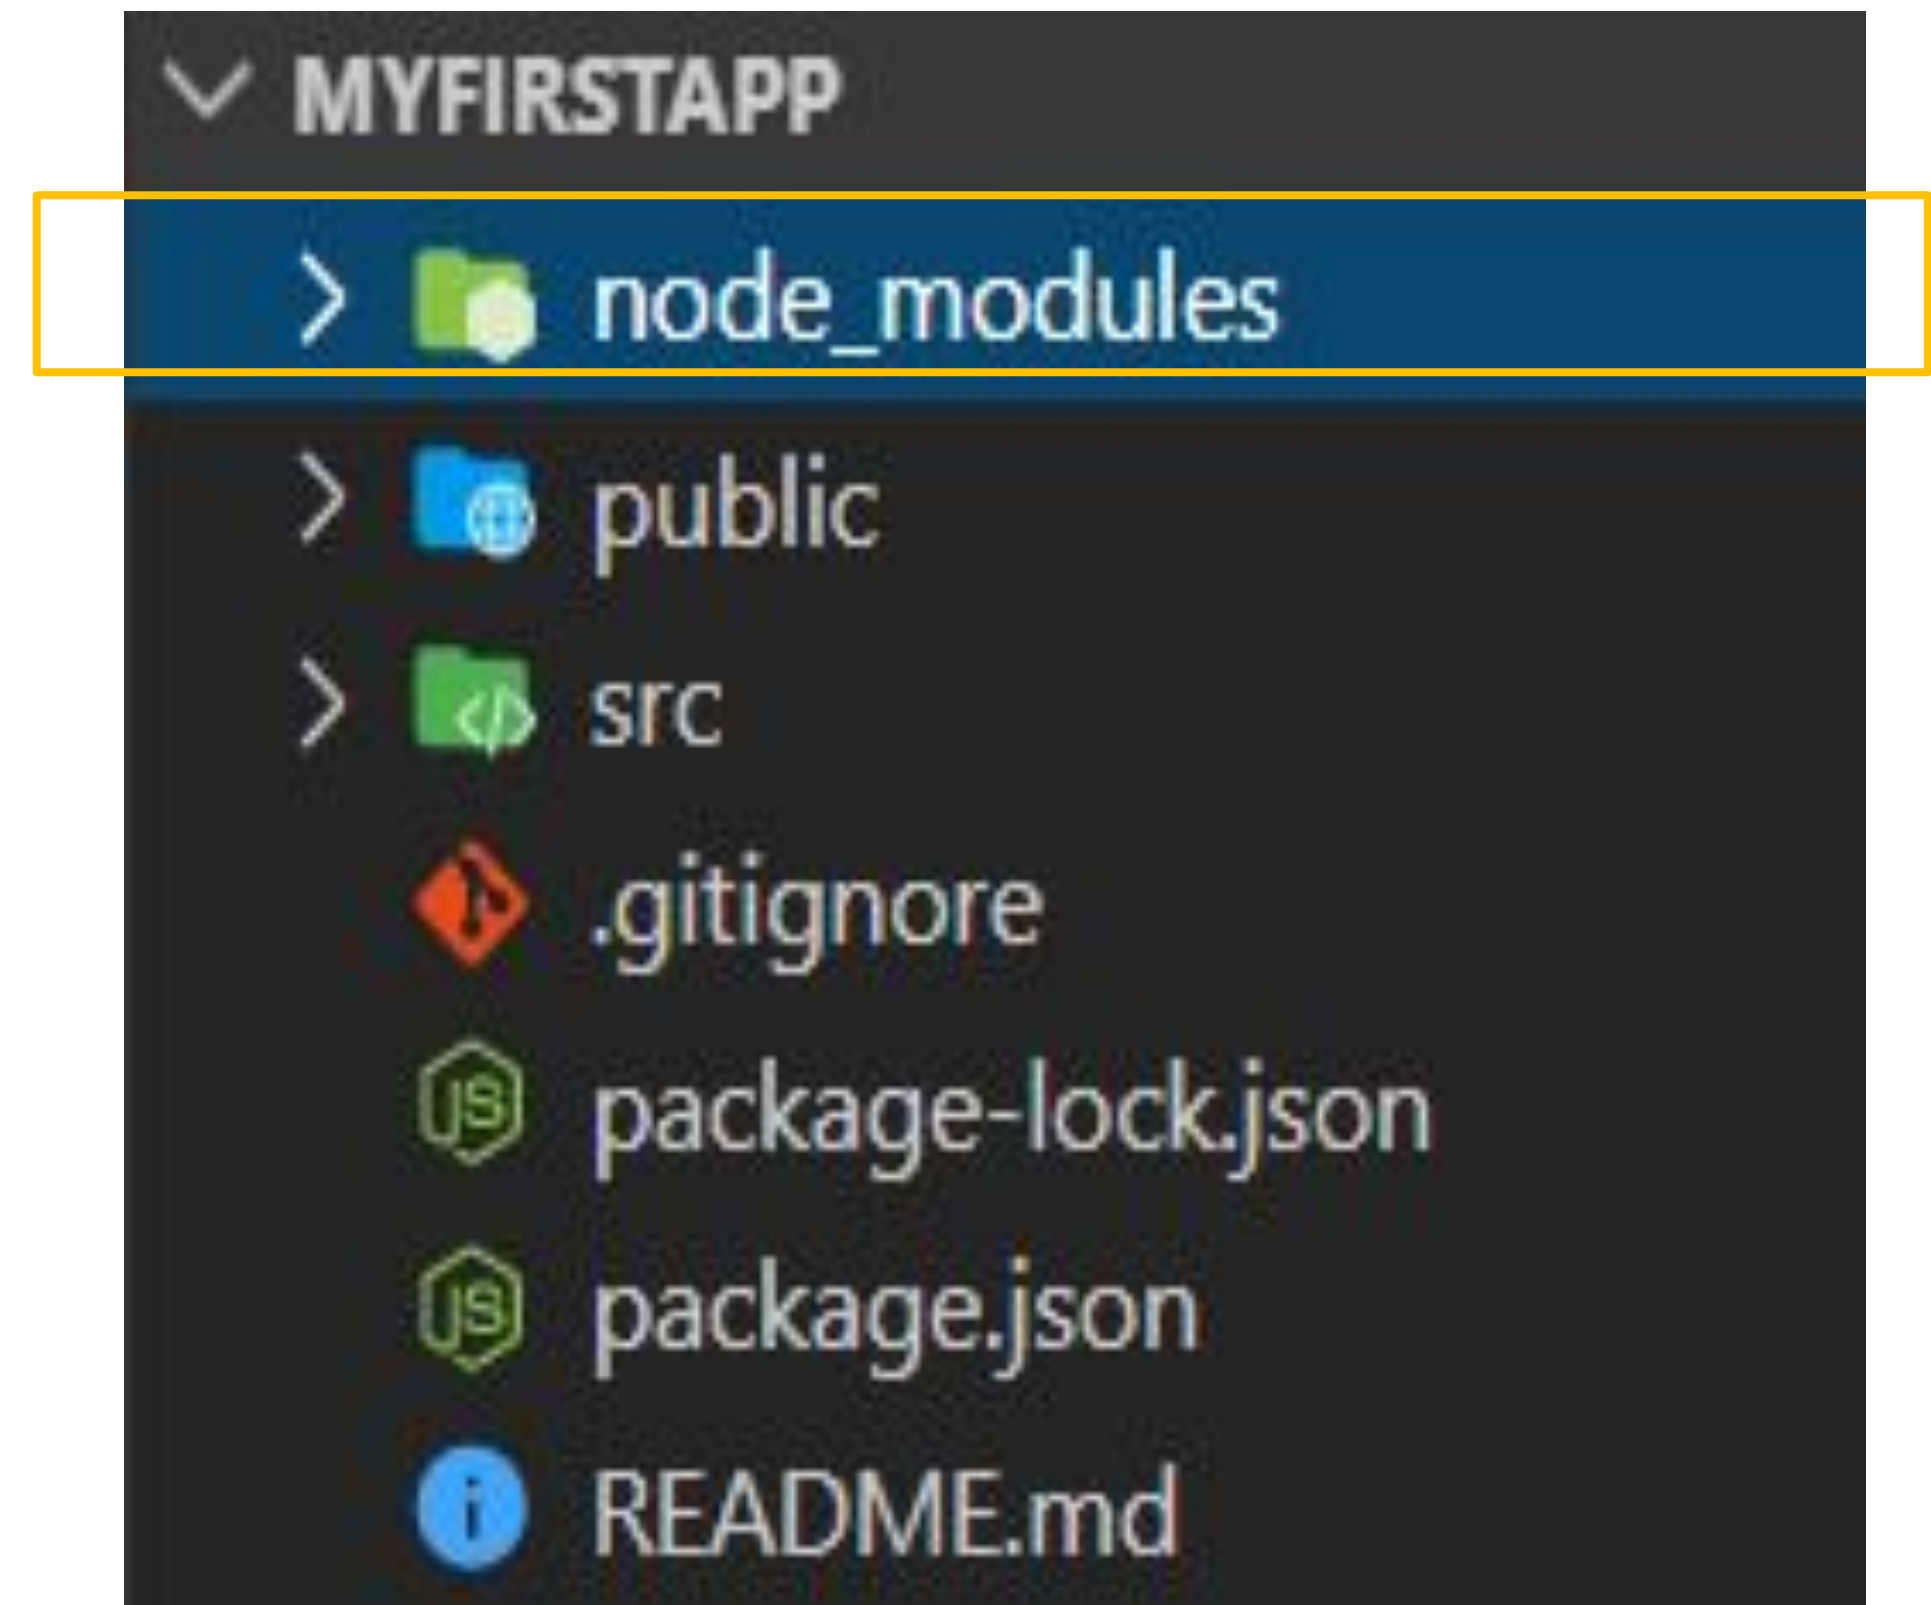 MYFIRSTAPP
node_modules
public
src
.gitignore
package-lock.json
package.json
README.md